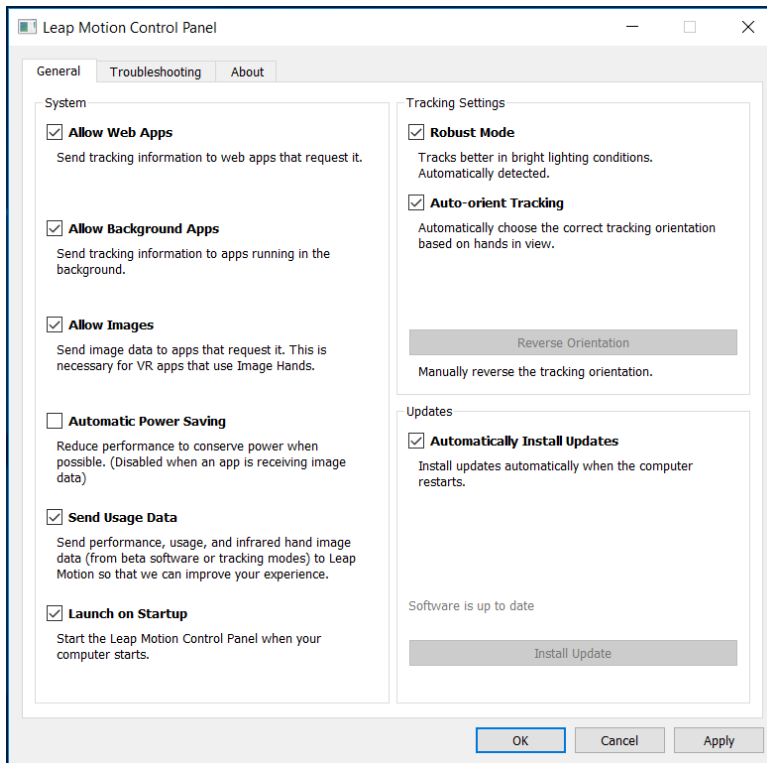 Leap Motion Control Panel
General
Troubleshooting
About
System
Allow Web Apps
Send tracking information to web apps that request it.
Allow Background Apps
Send tracking information to apps running in the
background.
Allow Images
Send image data to apps that request it. This is
necessary for VR apps that use Image Hands.
Automatic Power Saving
Reduce performance to conserve power when
possible. (Disabled when an app is receiving image
data)
Send Usage Data
Send performance, usage, and infrared hand image
data (from beta software or tracking modes) to Leap
Motion so that we can improve your experience.
Launch on Startup
Start the Leap Motion Control Panel when your
computer starts.
Tracking Settings
Robust Mode
Tracks better in bright lighting conditions.
Automatically detected.
Auto-orient Tracking
Automatically choose the correct tracking orientation
based on hands in view.
Reverse Orientation
Manually reverse the tracking orientation.
Updates
Automatically Install Updates
Install updates automatically when the computer
restarts.
Software is up to date
Install Update
OK
Cancel
Apply